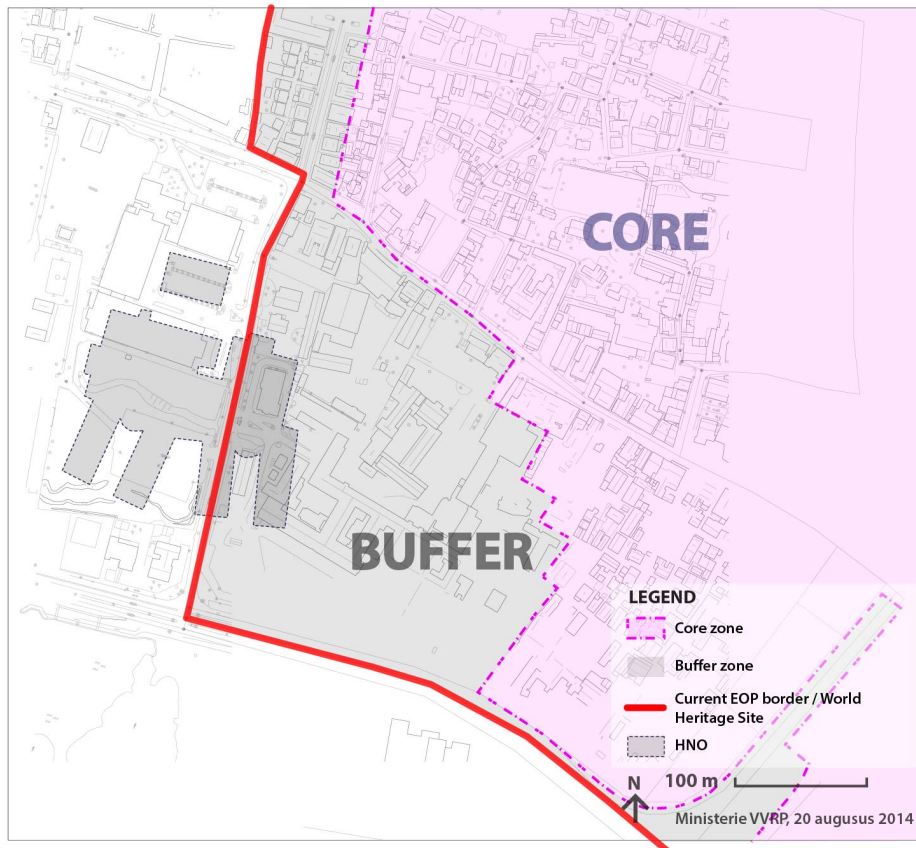 CORE
BUFFER
LEGEND
Core zone
Buffer zone
Current EOP border / World
Heritage Site
HNO
N
100 m
Ministerie VVRP, 20 augusus 2014